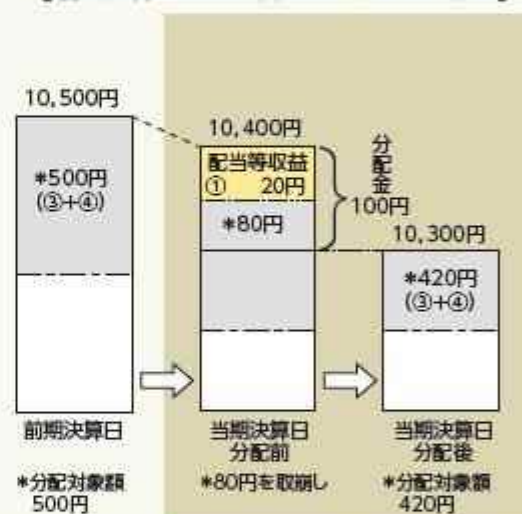 10,500円
*500円
(③+④)
前期決算日
*分配対象額
500円
10,400円
配当等収益
① 20円
*80円
分配金
100円
当期決算日
分配前
*80円を取崩し
10,300円
*420円
(③+④)
当期決算日
分配後
*分配対象額
420円